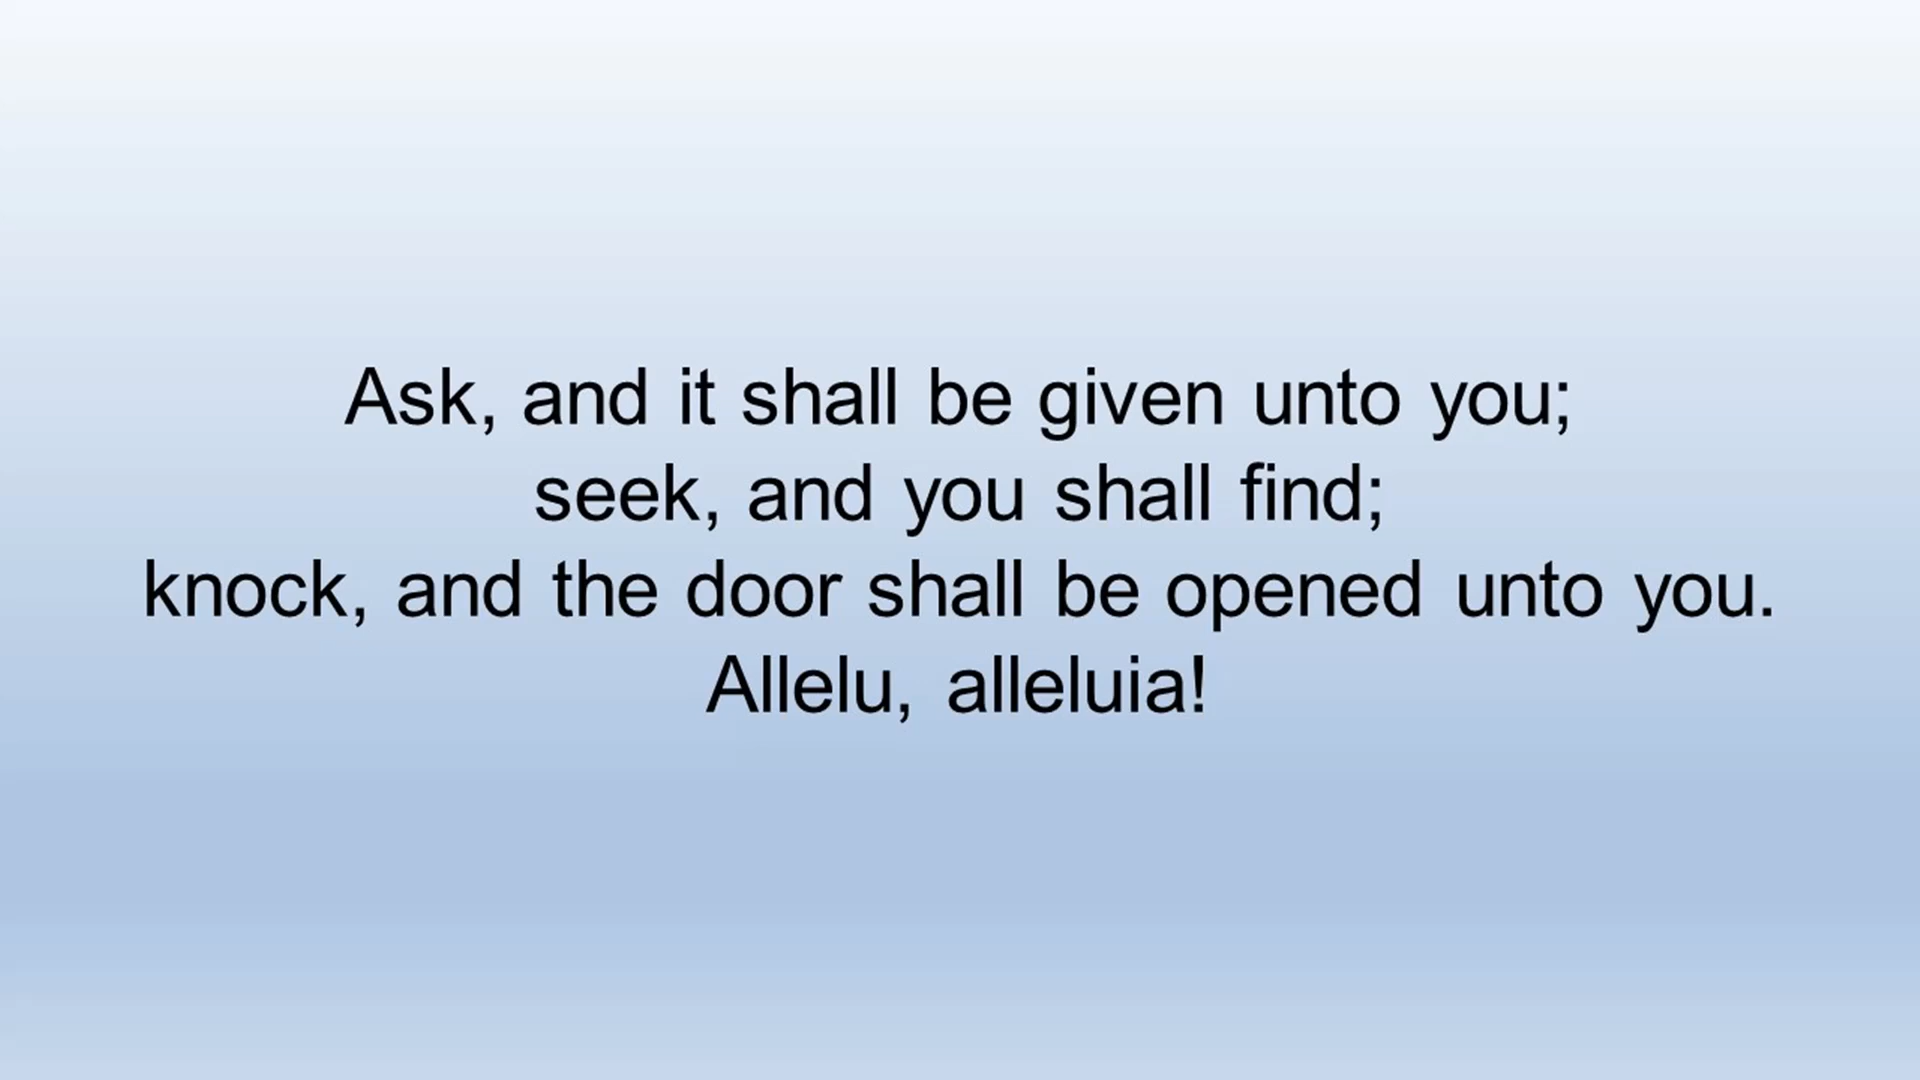 Ask, and it shall be given unto you;
seek, and you shall find;
knock, and the door shall be opened unto you.
Allelu, alleluia!